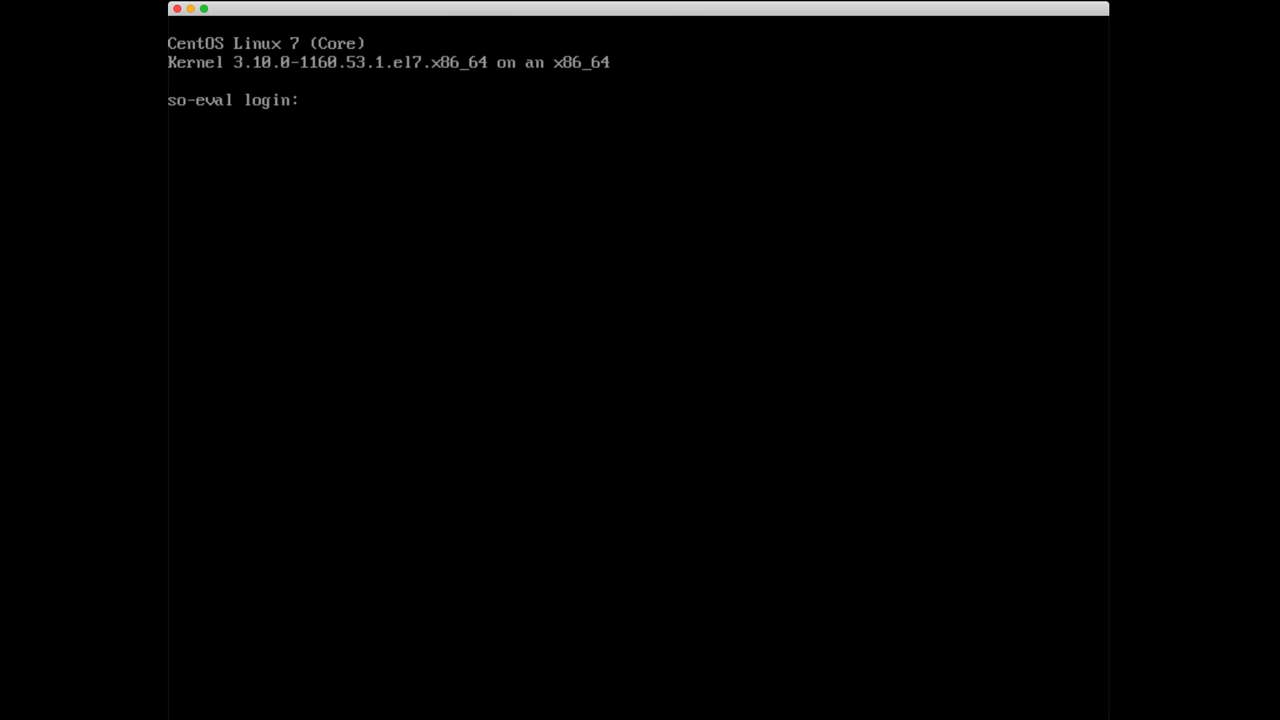 CentOS Linux 7 (Core)
Kernel 3.10.0-1160.53.1.el7.x86_64 on an x86_64
so-eval login: